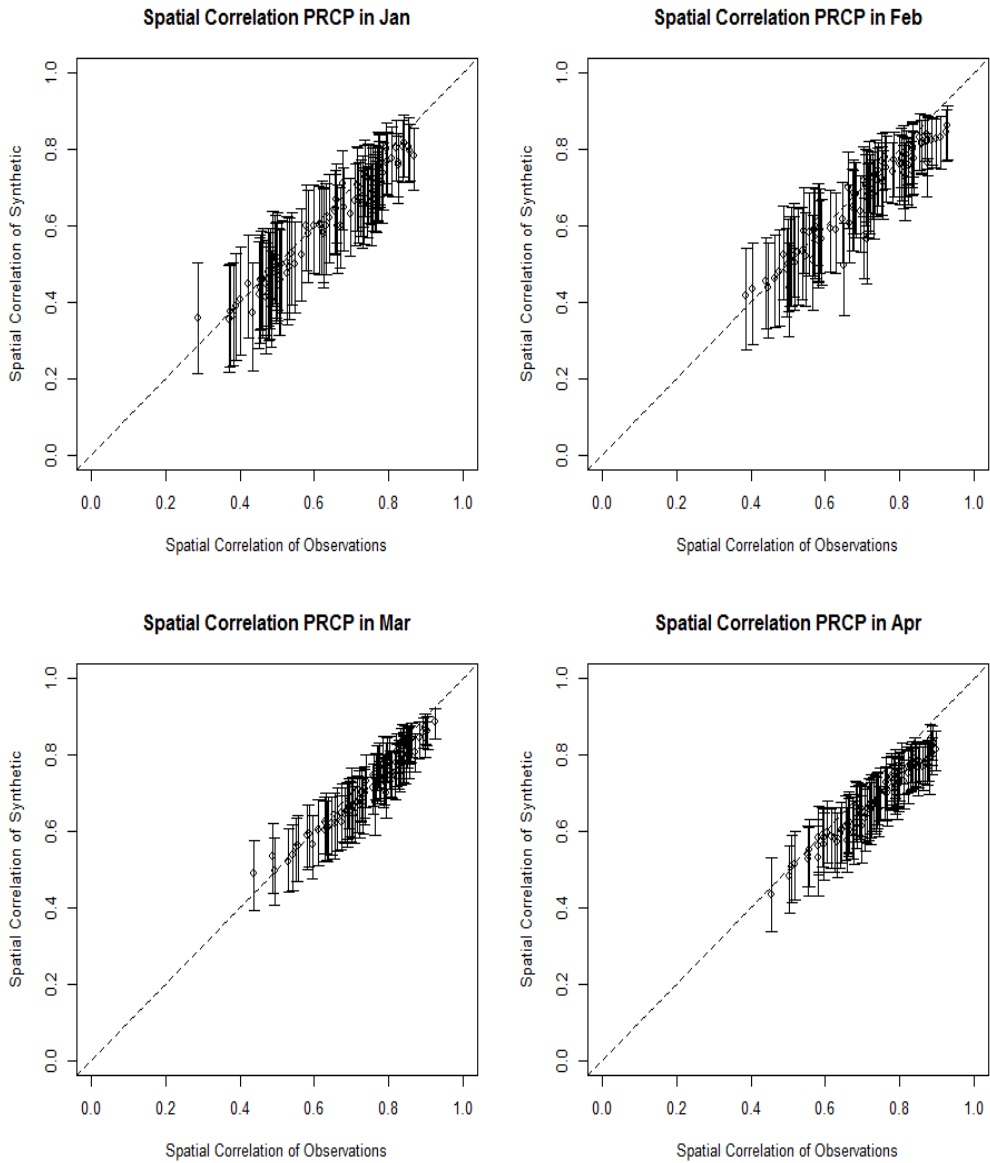 Spatial Correlation PRCP in Jan
Spatial Correlation of Synthetic
1.0
0.8
0.6
0.4
0.2
0.0
0.0 0.2 0.4 0.6 0.8 1.0
Spatial Correlation of Observations
Spatial Correlation PRCP in Feb
Spatial Correlation of Synthetic
1.0
0.8
0.6
0.4
0.2
0.0
0.0 0.2 0.4 0.6 0.8 1.0
Spatial Correlation of Observations
Spatial Correlation PRCP in Mar
Spatial Correlation of Synthetic
1.0
0.8
0.6
0.4
0.2
0.0
0.0 0.2 0.4 0.6 0.8 1.0
Spatial Correlation of Observations
Spatial Correlation PRCP in Apr
Spatial Correlation of Synthetic
1.0
0.8
0.6
0.4
0.2
0.0
0.0 0.2 0.4 0.6 0.8 1.0
Spatial Correlation of Observations